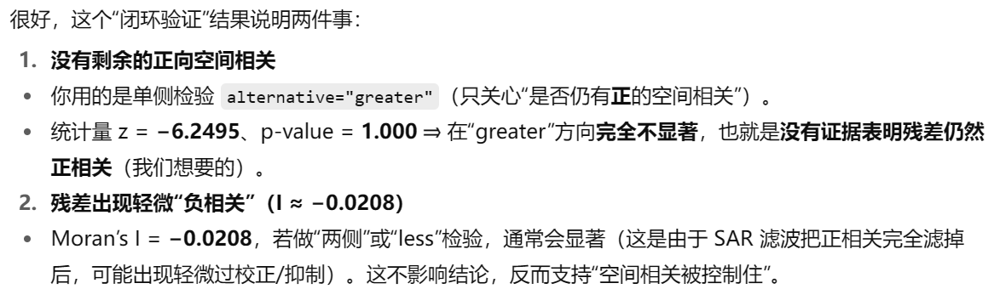 很好，这个“闭环验证”结果说明两件事：
1. 没有剩余的正向空间相关
• 你用的是单侧检验 alternative="greater"（只关心“是否仍有正的空间相关”）。
• 统计量 z = −6.2495、p-value = 1.000 ⇒ 在“greater”方向完全不显著，也就是没有证据表明残差仍然
正相关（我们想要的）。
2. 残差出现轻微“负相关”（I ≈ −0.0208）
• Moran’s I = −0.0208，若做“两侧”或“less”检验，通常会显著（这是由于 SAR 滤波把正相关完全滤掉
后，可能出现轻微过校正/抑制）。这不影响结论，反而支持“空间相关被控制住”。